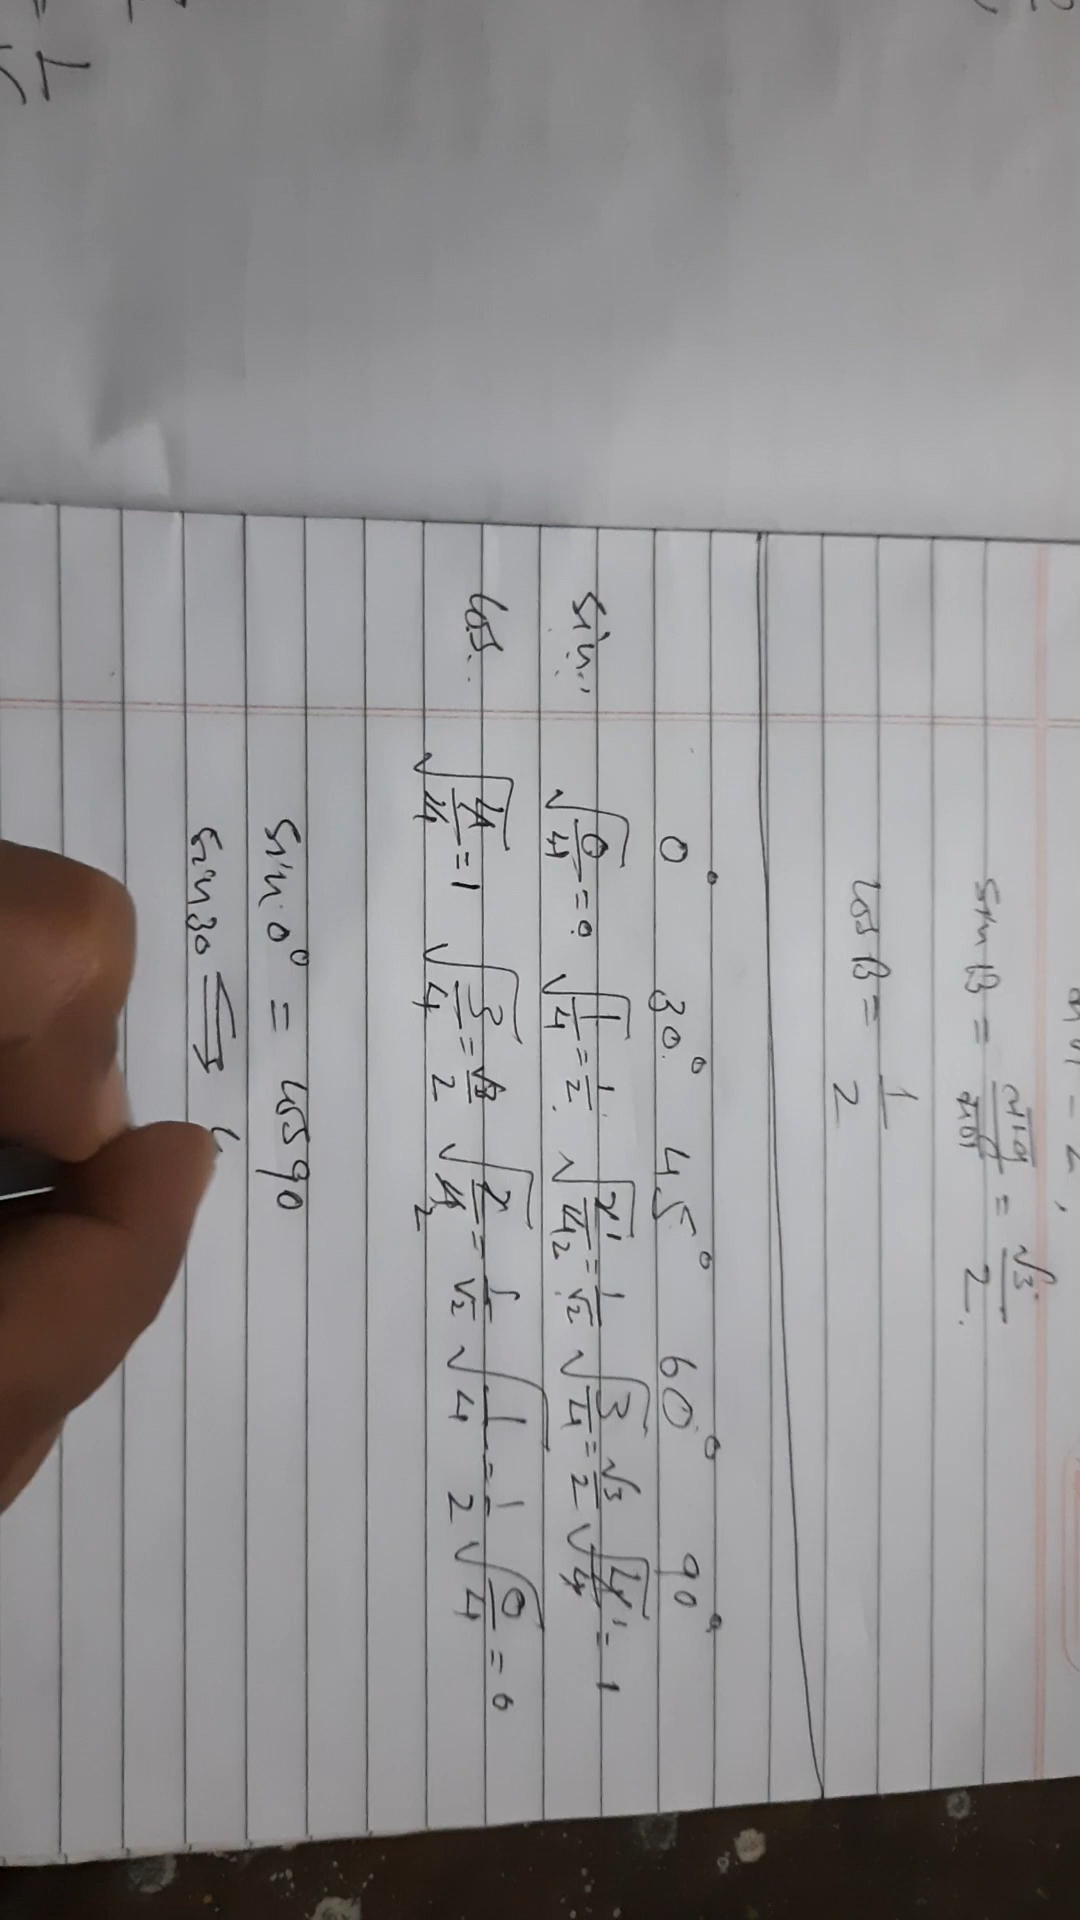 sin B = = √3/2.
cos B = 1/2
0° 30° 45° 60° 90°
sin √(0/4) = 0 √(1/4) = 1/2 √(2/4) = 1/√2 √(3/4) = √3/2 √(4/4) = 1
cos √(4/4) = 1 √(3/4) = √3/2 √(2/4) = 1/√2 √(1/4) = 1/2 √(0/4) = 0
sin 0° = cos 90
sin 30 =